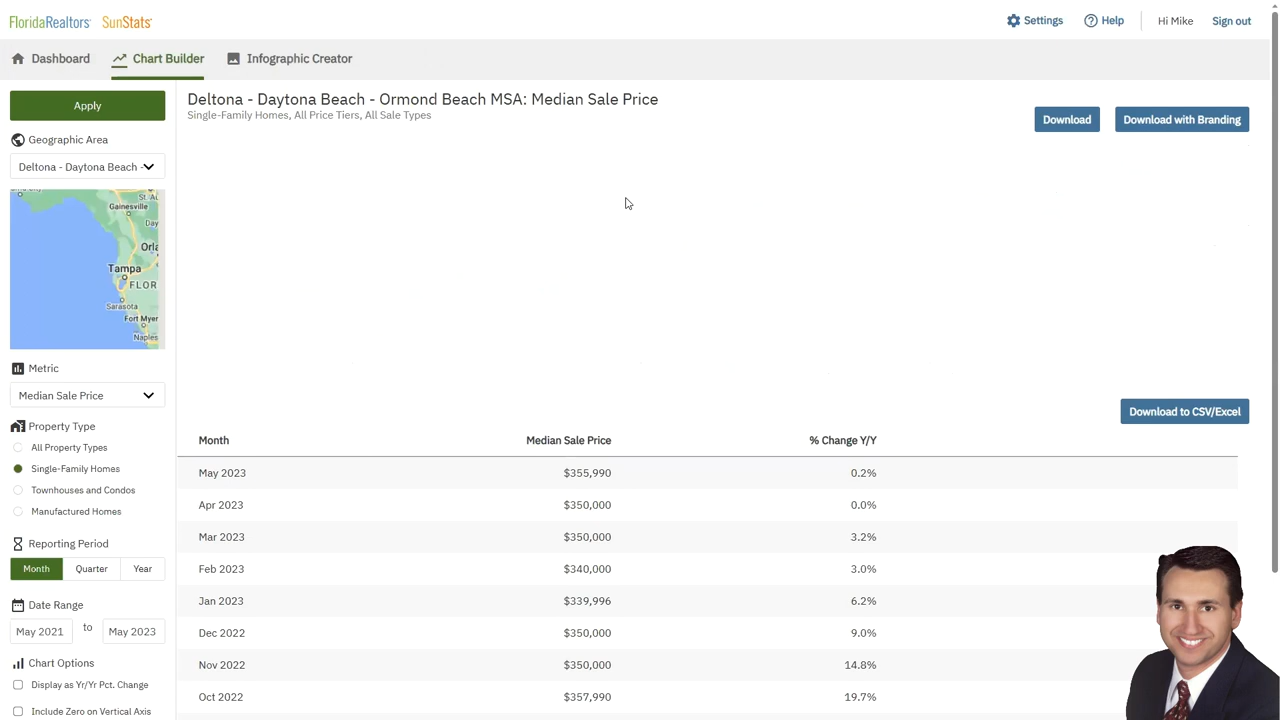 FloridaRealtors SunStats
Settings Help Hi Mike Sign out
Dashboard Chart Builder Infographic Creator
Apply
Geographic Area
Deltona - Daytona Beach -
St. Au
Gainesville
Day
Orla
Tampa
FLOR
Sarasota
Fort Myer
Naples
Metric
Median Sale Price
Property Type
All Property Types
Single-Family Homes
Townhouses and Condos
Manufactured Homes
Reporting Period
Month Quarter Year
Date Range
May 2021 to May 2023
Chart Options
Display as Yr/Yr Pct. Change
Include Zero on Vertical Axis
Deltona - Daytona Beach - Ormond Beach MSA: Median Sale Price
Single-Family Homes, All Price Tiers, All Sale Types
Download Download with Branding
Download to CSV/Excel
Month Median Sale Price % Change Y/Y
May 2023 $355,990 0.2%
Apr 2023 $350,000 0.0%
Mar 2023 $350,000 3.2%
Feb 2023 $340,000 3.0%
Jan 2023 $339,996 6.2%
Dec 2022 $350,000 9.0%
Nov 2022 $350,000 14.8%
Oct 2022 $357,990 19.7%